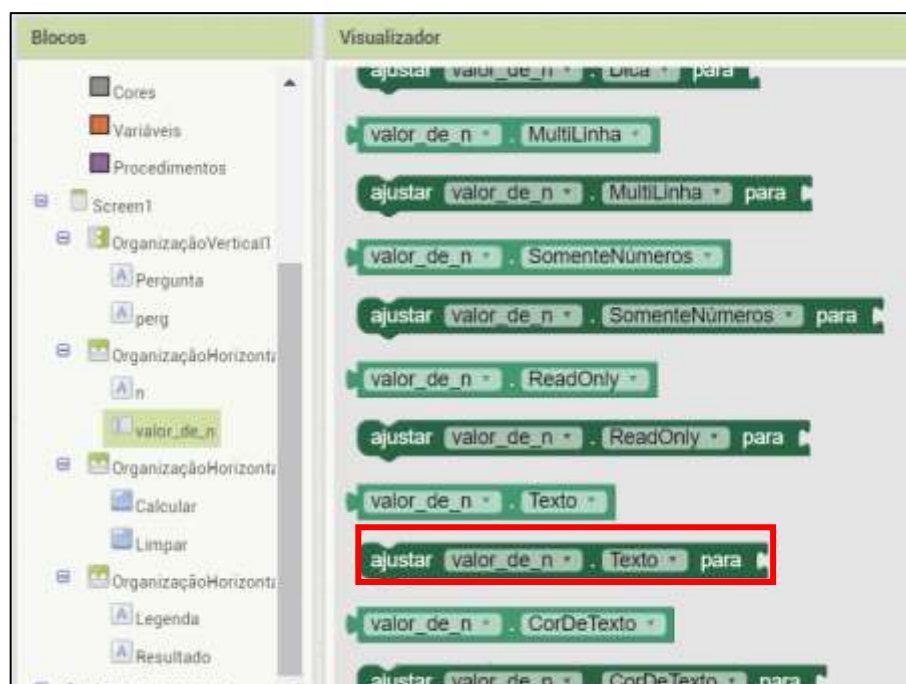 Blocos
Visualizador
Cores
Variáveis
Procedimentos
Screen1
OrganizaçãoVertical1
Pergunta
perg
OrganizaçãoHorizonta
n
valor_de_n
OrganizaçãoHorizonta
Calcular
Limpar
OrganizaçãoHorizonta
Legenda
Resultado
ajustar valor_de_n . Dica para
valor_de_n . MultiLinha
ajustar valor_de_n . MultiLinha para
valor_de_n . SomenteNúmeros
ajustar valor_de_n . SomenteNúmeros para
valor_de_n . ReadOnly
ajustar valor_de_n . ReadOnly para
valor_de_n . Texto
ajustar valor_de_n . Texto para
valor_de_n . CorDeTexto
ajustar valor_de_n . CorDeTexto para